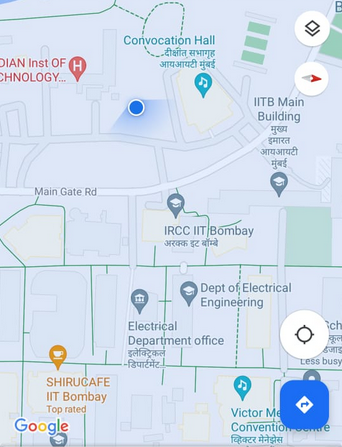 Convocation Hall
दीक्षांत सभागृह
आयआयटी मुंबई
DIAN Inst OF
CHNOLOGY...
H
IITB Main
Building
मुख्य
इमारत
आयआयटी
मुंबई
Main Gate Rd
IRCC IIT Bombay
अरक्क इट बॉम्बे
Dept of Electrical
Engineering
Electrical
Department office
इलेक्ट्रिकल
डिपार्टमेंट...
SHIRUCAFE
IIT Bombay
Top rated
Sch
Less busy
Victor Me
Convention Centre
व्हिक्टर मेनेझेस
Google